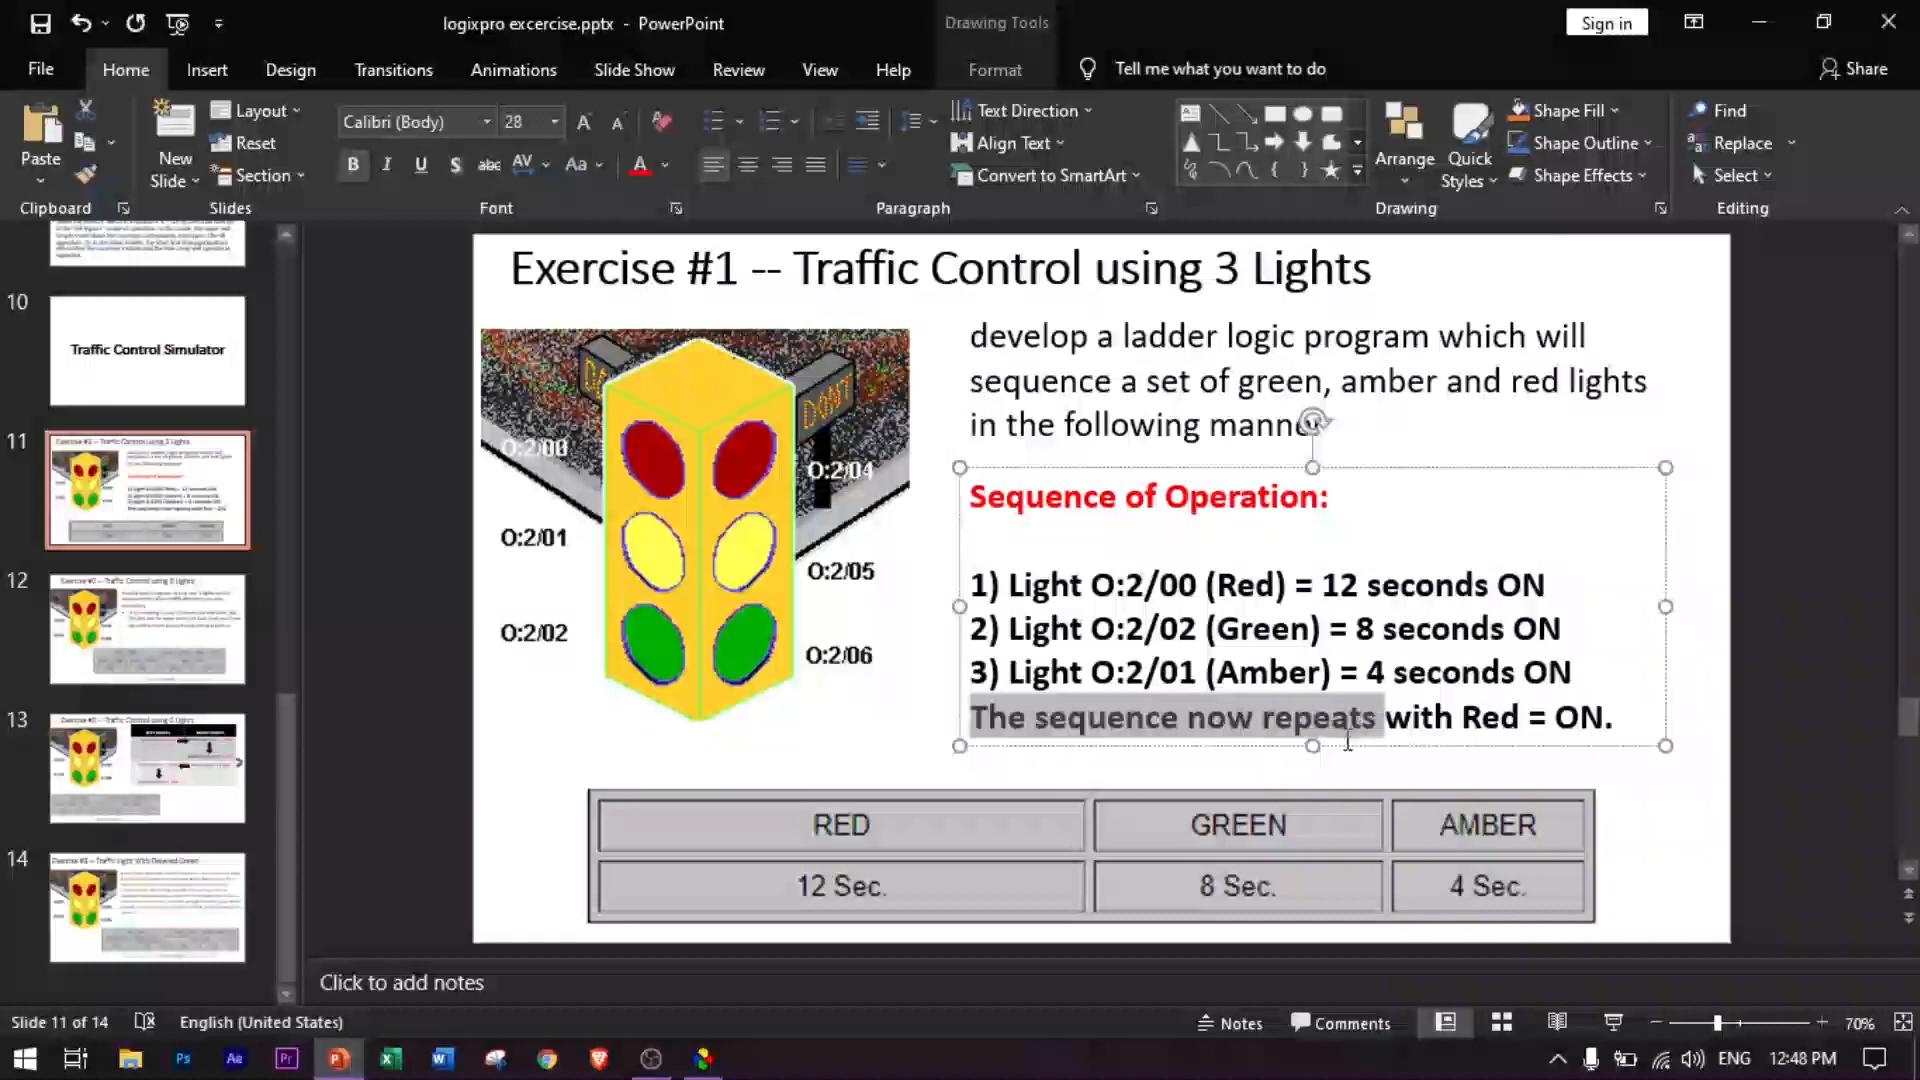 logixpro excercise.pptx - PowerPoint
Drawing Tools
Sign in
File
Home
Insert
Design
Transitions
Animations
Slide Show
Review
View
Help
Format
Tell me what you want to do
Share
Paste
New Slide
Layout
Reset
Section
Calibri (Body)
28
B I U S abc AV Aa A
Text Direction
Align Text
Convert to SmartArt
Arrange
Quick Styles
Shape Fill
Shape Outline
Shape Effects
Find
Replace
Select
Clipboard
Slides
Font
Paragraph
Drawing
Editing
10
Traffic Control Simulator
11
12
13
14
Exercise #1 -- Traffic Control using 3 Lights
develop a ladder logic program which will
sequence a set of green, amber and red lights
in the following manne
Sequence of Operation:
1) Light O:2/00 (Red) = 12 seconds ON
2) Light O:2/02 (Green) = 8 seconds ON
3) Light O:2/01 (Amber) = 4 seconds ON
The sequence now repeats with Red = ON.
DONT
O:2/00
O:2/04
O:2/01
O:2/05
O:2/02
O:2/06
RED
GREEN
AMBER
12 Sec.
8 Sec.
4 Sec.
Click to add notes
Slide 11 of 14
English (United States)
Notes
Comments
70%
Ps
Ae
Pr
ENG
12:48 PM